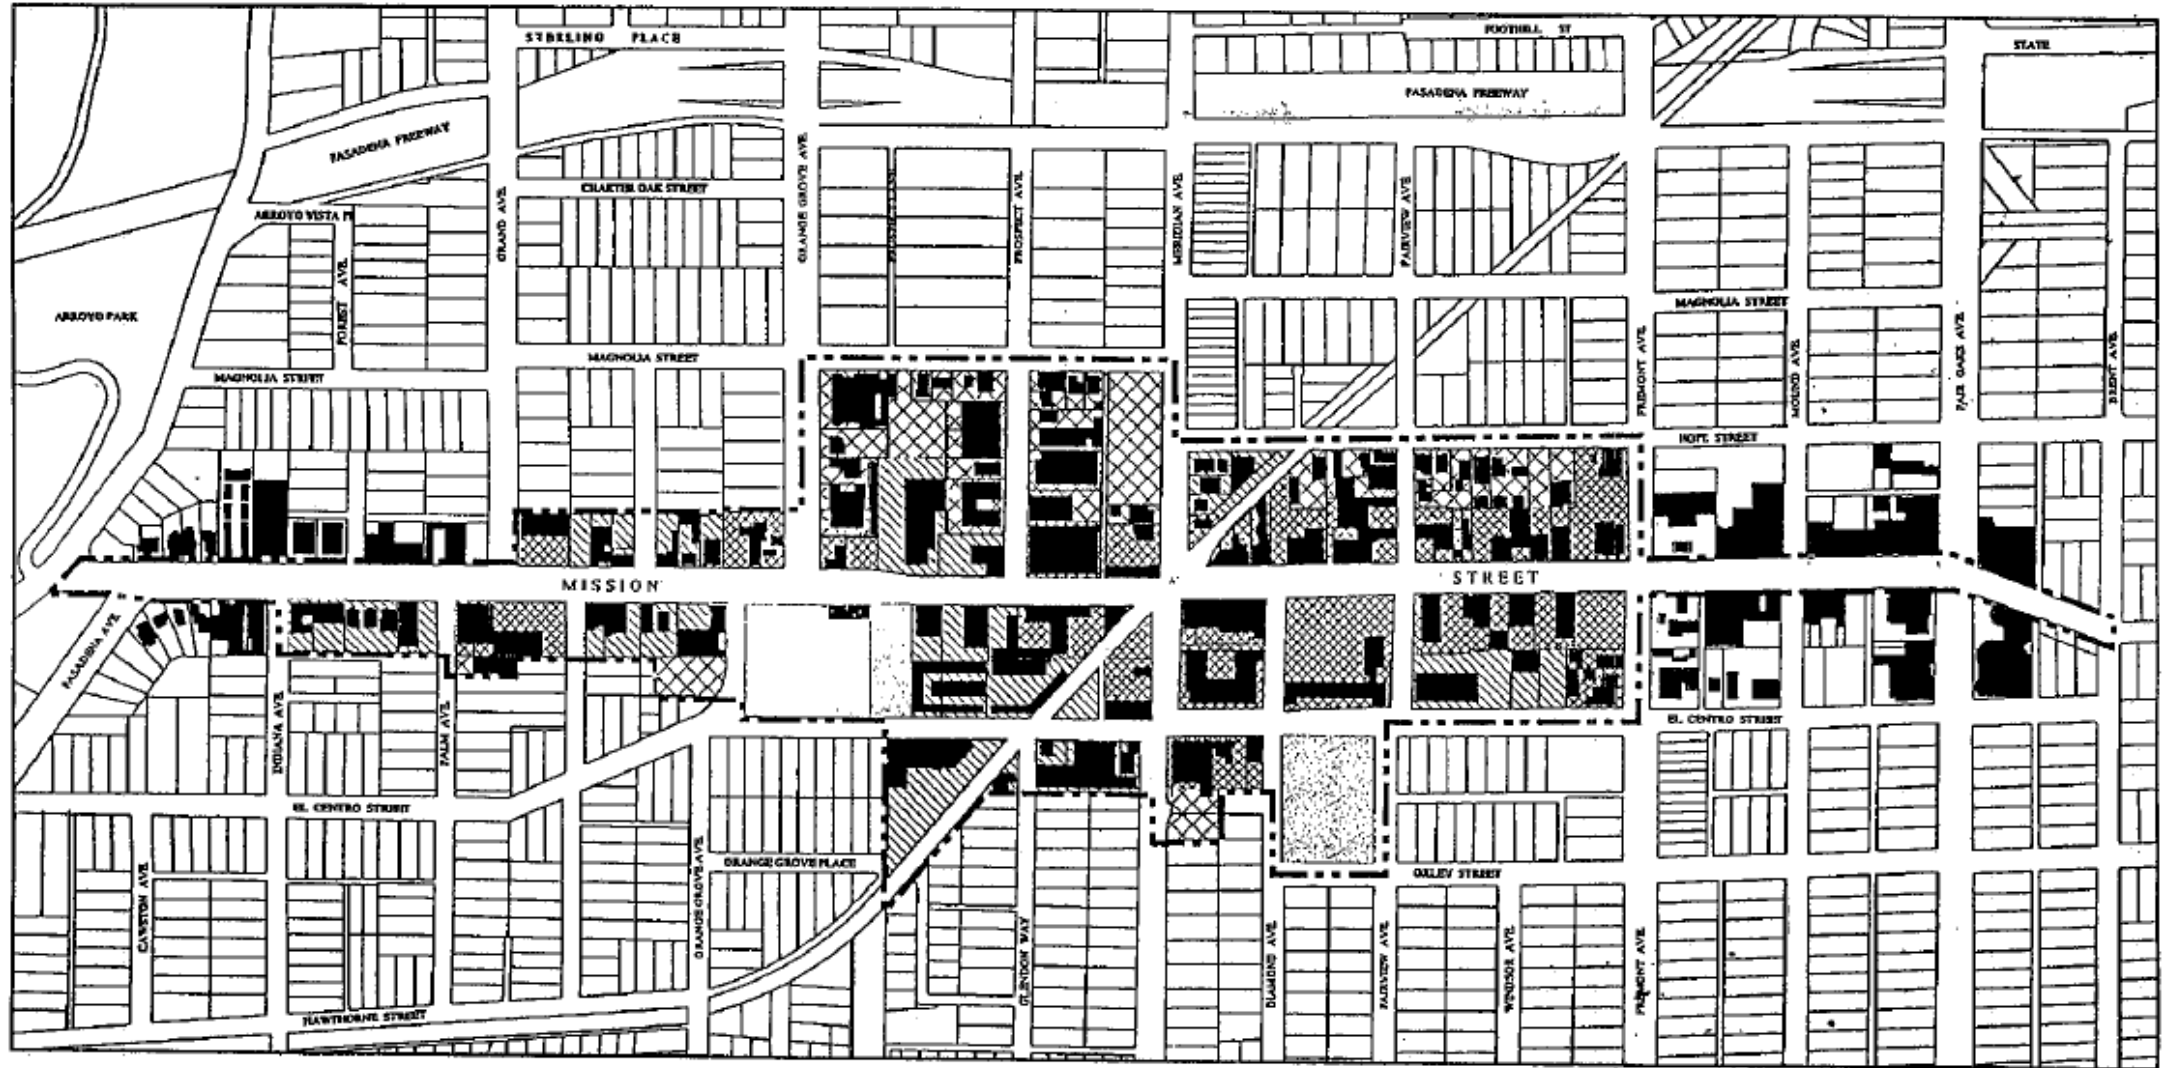 STERLING PLACE
FOOTHILL ST
STATE
PASADENA FREEWAY
PASADENA FREEWAY
CHARTER OAK STREET
ARROYO VISTA Pl
GRAND AVE.
ORANGE GROVE AVE.
PROSPECT AVE.
MERIDIAN AVE.
FAIRVIEW AVE.
FOREST AVE.
ARROYO PARK
MAGNOLIA STREET
MAGNOLIA STREET
MAGNOLIA STREET
FREMONT AVE.
MOUND AVE.
FAIR OAKS AVE.
BRENT AVE.
HOPE STREET
MISSION STREET
PASADENA AVE.
INDIANA AVE.
PALM AVE.
EL CENTRO STREET
EL CENTRO STREET
ORANGE GROVE PLACE
OXLEY STREET
CAWSTON AVE.
ORANGE GROVE AVE.
GLENDON WAY
DIAMOND AVE.
FAIRVIEW AVE.
WINDSOR AVE.
FREMONT AVE.
HAWTHORNE STREET